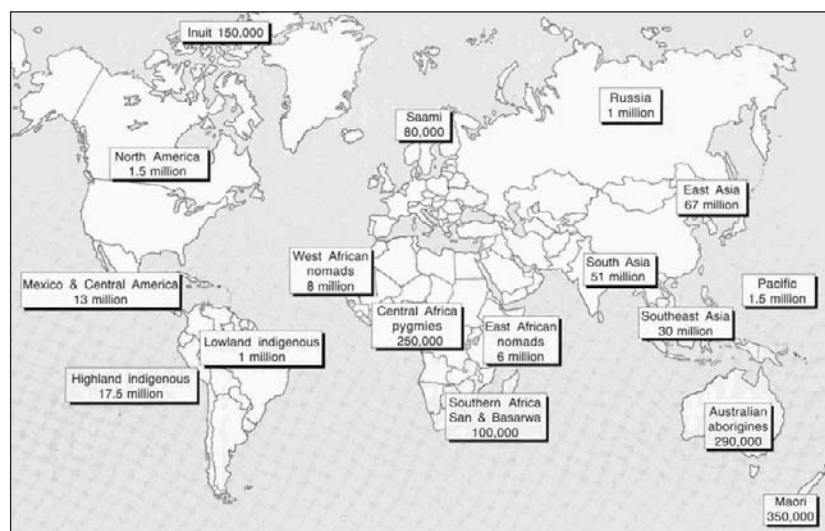 Inuit 150,000
Saami
80,000
Russia
1 million
North America
1.5 million
East Asia
67 million
West African
nomads
8 million
South Asia
51 million
Mexico & Central America
13 million
Pacific
1.5 million
Central Africa
pygmies
250,000
East African
nomads
6 million
Southeast Asia
30 million
Lowland indigenous
1 million
Highland indigenous
17.5 million
Southern Africa
San & Basarwa
100,000
Australian
aborigines
290,000
Maori
350,000